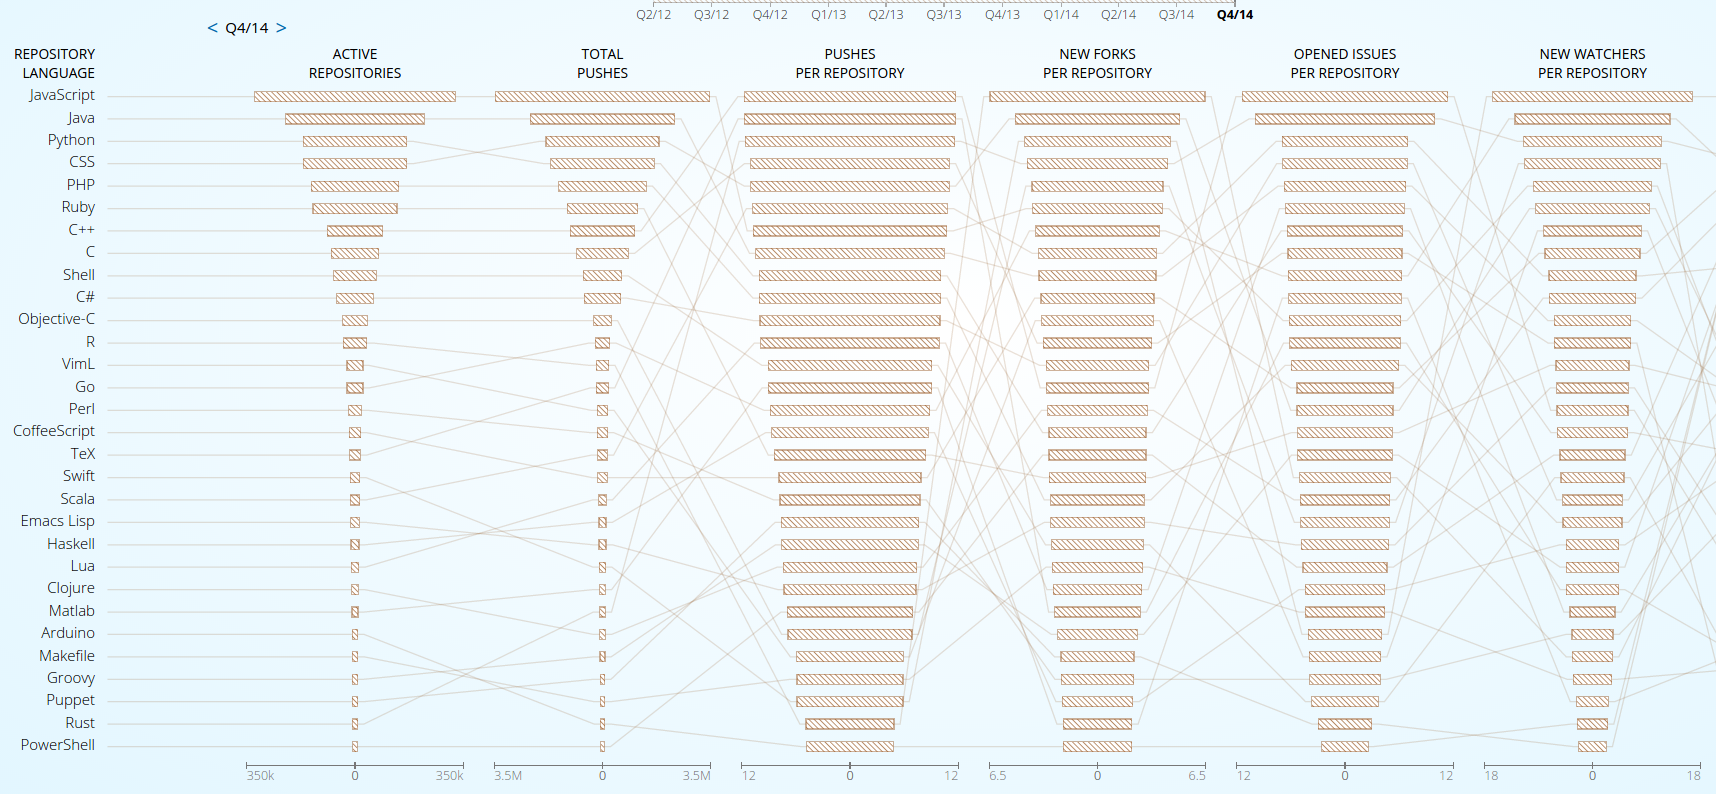 Q2/12 Q3/12 Q4/12 Q1/13 Q2/13 Q3/13 Q4/13 Q1/14 Q2/14 Q3/14 Q4/14
< Q4/14 >
REPOSITORY LANGUAGE
ACTIVE REPOSITORIES
TOTAL PUSHES
PUSHES PER REPOSITORY
NEW FORKS PER REPOSITORY
OPENED ISSUES PER REPOSITORY
NEW WATCHERS PER REPOSITORY
JavaScript
Java
Python
CSS
PHP
Ruby
C++
C
Shell
C#
Objective-C
R
VimL
Go
Perl
CoffeeScript
TeX
Swift
Scala
Emacs Lisp
Haskell
Lua
Clojure
Matlab
Arduino
Makefile
Groovy
Puppet
Rust
PowerShell
350k 0 350k 3.5M 0 3.5M 12 0 12 6.5 0 6.5 12 0 12 18 0 18